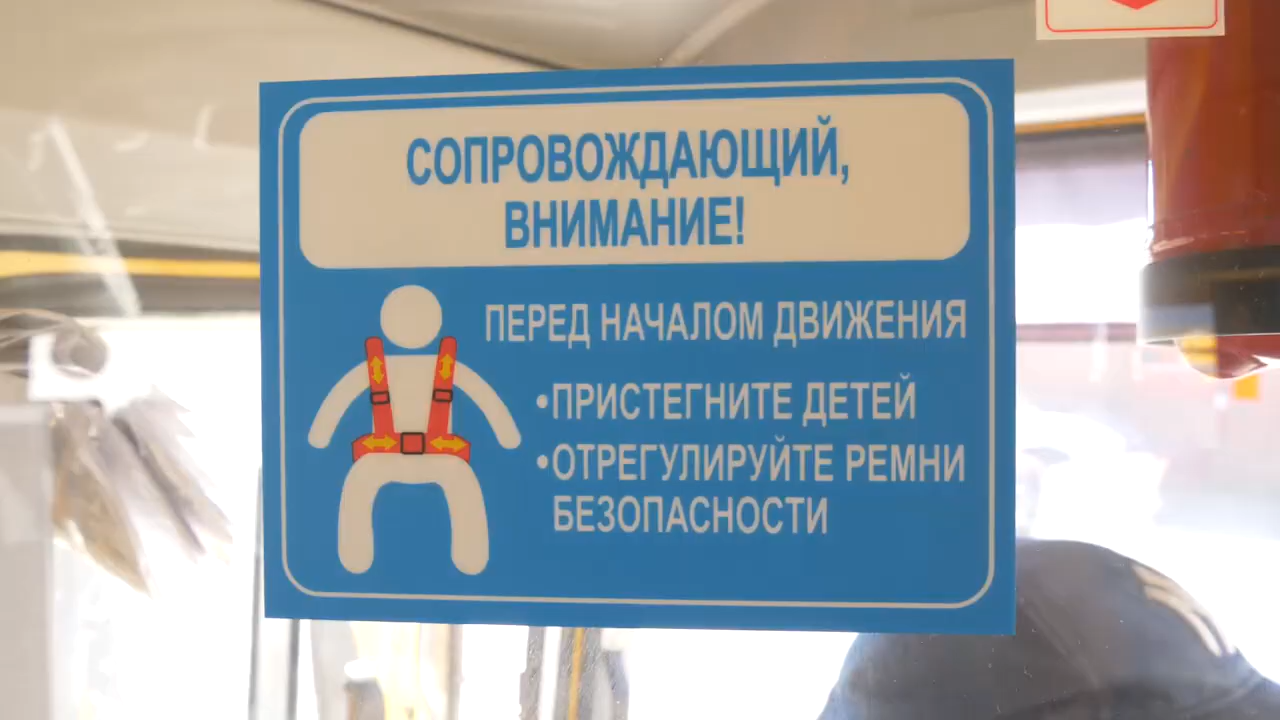 СОПРОВОЖДАЮЩИЙ,
ВНИМАНИЕ!
ПЕРЕД НАЧАЛОМ ДВИЖЕНИЯ
•ПРИСТЕГНИТЕ ДЕТЕЙ
•ОТРЕГУЛИРУЙТЕ РЕМНИ
БЕЗОПАСНОСТИ